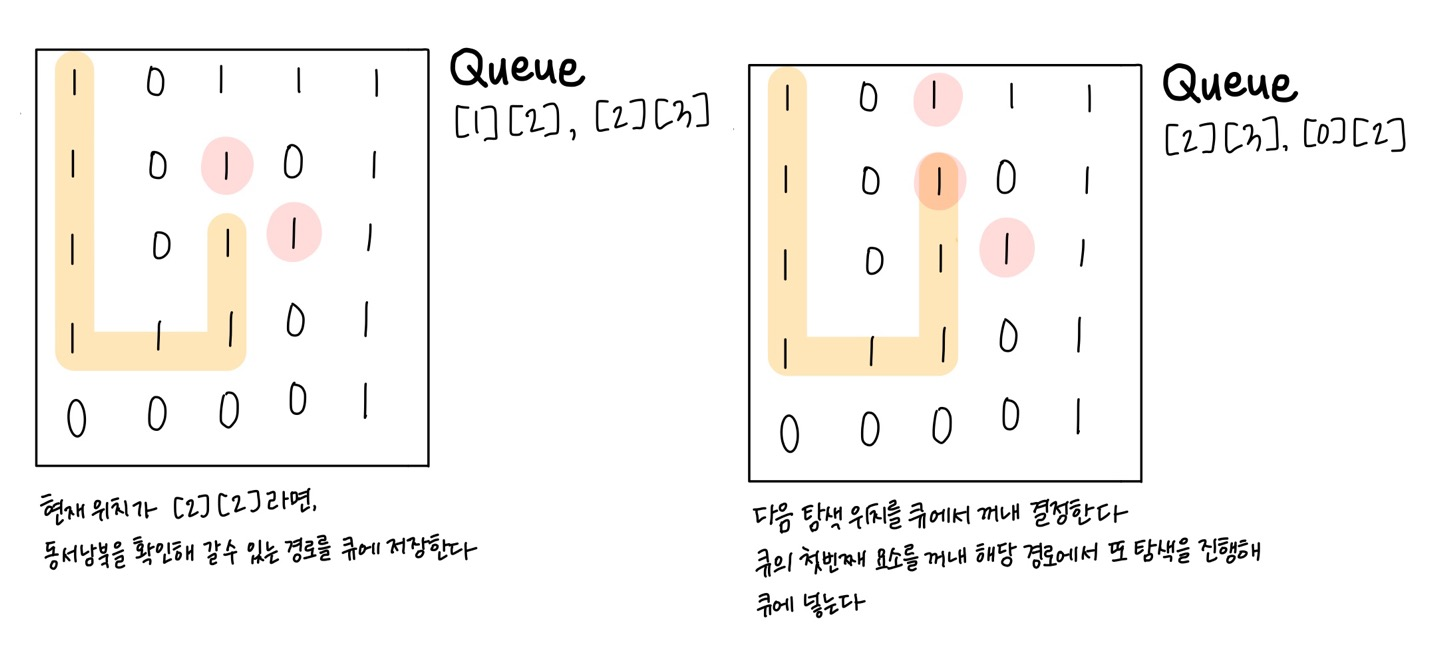 1 0 1 1 1
1 0 1 0 1
1 0 1 1 1
1 1 1 0 1
0 0 0 0 1
Queue
[1][2], [2][3]
현재 위치가 [2][2]라면,
동서남북을 확인해 갈수 있는 경로를 큐에 저장한다
1 0 1 1 1
1 0 1 0 1
1 0 1 1 1
1 1 1 0 1
0 0 0 0 1
Queue
[2][3], [0][2]
다음 탐색 위치를 큐에서 꺼내 결정한다
큐의 첫번째 요소를 꺼내 해당 경로에서 또 탐색을 진행해
큐에 넣는다